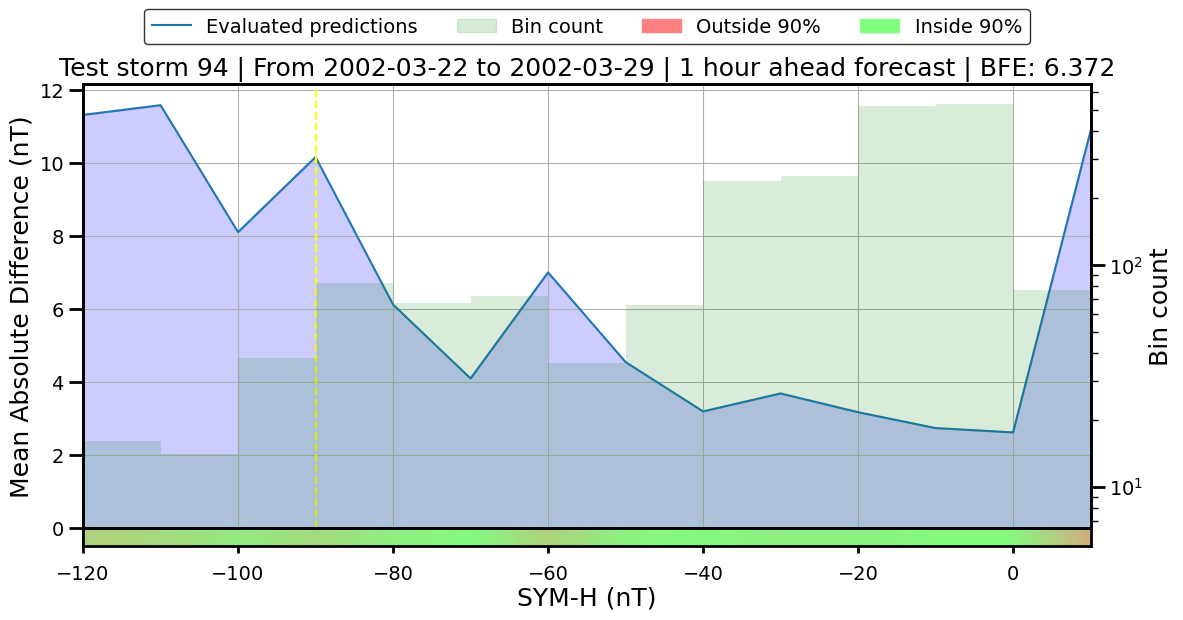 Evaluated predictions Bin count Outside 90% Inside 90%
Test storm 94 | From 2002-03-22 to 2002-03-29 | 1 hour ahead forecast | BFE: 6.372
Mean Absolute Difference (nT)
12
10
8
6
4
2
0
10²
10¹
Bin count
−120 −100 −80 −60 −40 −20 0
SYM-H (nT)